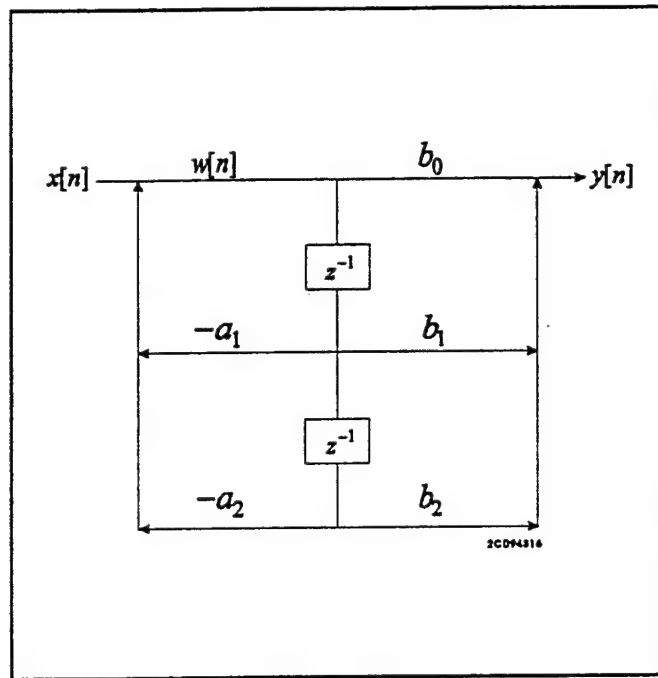 x[n] w[n] b₀ y[n]
z⁻¹
-a₁ b₁
z⁻¹
-a₂ b₂
2CD94316